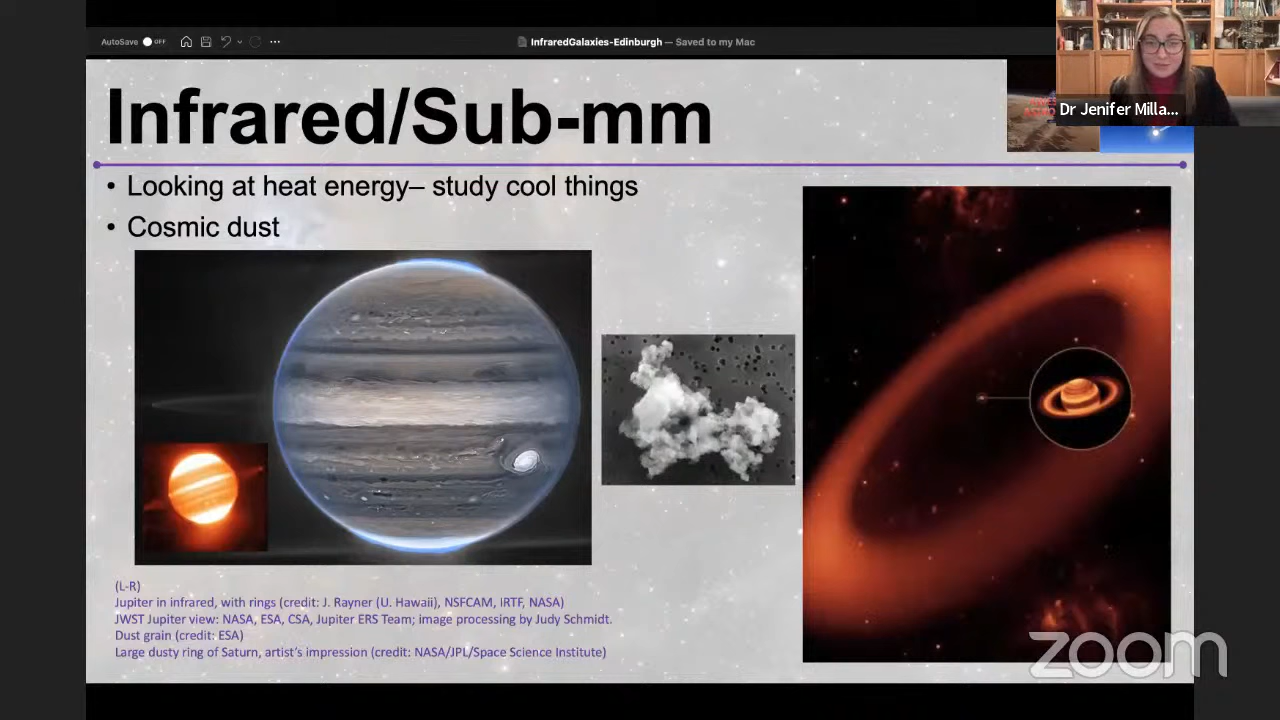 AutoSave OFF
InfraredGalaxies-Edinburgh — Saved to my Mac
Dr Jenifer Milla...
Infrared/Sub-mm
• Looking at heat energy– study cool things
• Cosmic dust
(L-R)
Jupiter in infrared, with rings (credit: J. Rayner (U. Hawaii), NSFCAM, IRTF, NASA)
JWST Jupiter view: NASA, ESA, CSA, Jupiter ERS Team; image processing by Judy Schmidt.
Dust grain (credit: ESA)
Large dusty ring of Saturn, artist's impression (credit: NASA/JPL/Space Science Institute)
zoom